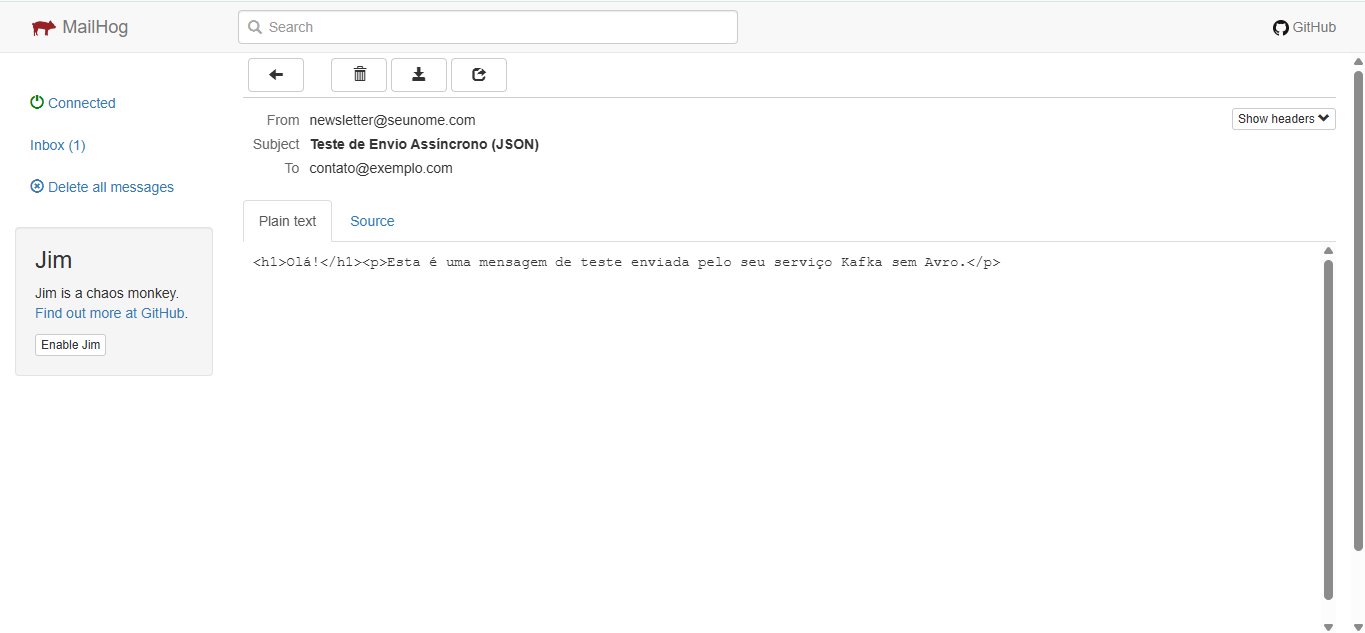 MailHog
Search
GitHub
Connected
Inbox (1)
Delete all messages
Jim
Jim is a chaos monkey.
Find out more at GitHub.
Enable Jim
From newsletter@seunome.com
Show headers
Subject Teste de Envio Assíncrono (JSON)
To contato@exemplo.com
Plain text Source
<h1>Olá!</h1><p>Esta é uma mensagem de teste enviada pelo seu serviço Kafka sem Avro.</p>